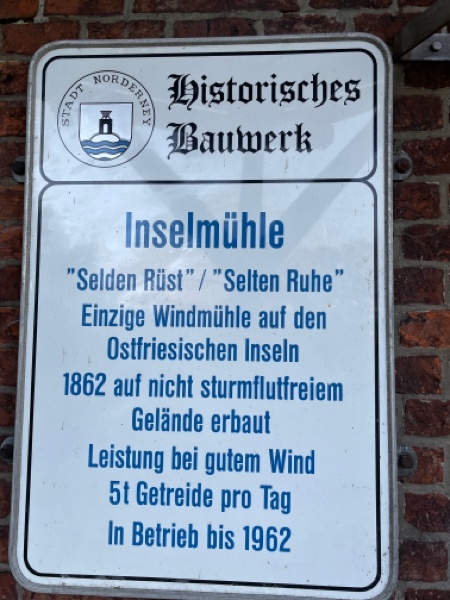 STADT NORDERNEY
Historisches
Bauwerk
Inselmühle
"Selden Rüst" / "Selten Ruhe"
Einzige Windmühle auf den
Ostfriesischen Inseln
1862 auf nicht sturmflutfreiem
Gelände erbaut
Leistung bei gutem Wind
5t Getreide pro Tag
In Betrieb bis 1962